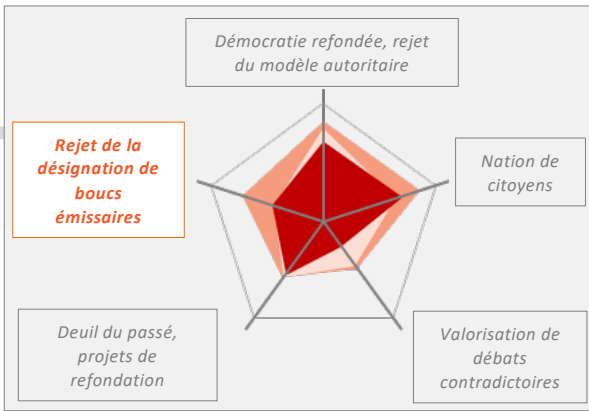 Démocratie refondée, rejet
du modèle autoritaire
Rejet de la
désignation de
boucs
émissaires
Nation de
citoyens
Deuil du passé,
projets de
refondation
Valorisation de
débats
contradictoires